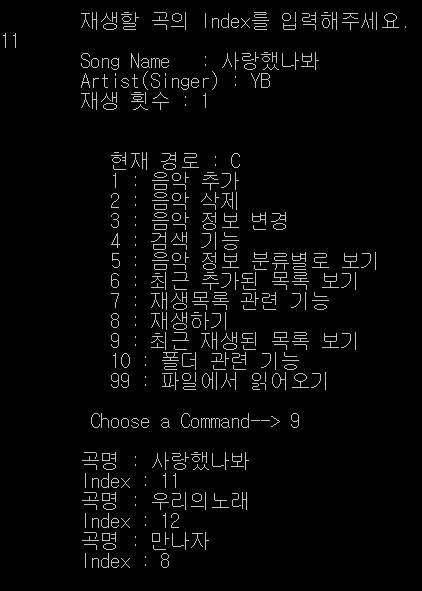 재생할 곡의 Index를 입력해주세요.
11
Song Name : 사랑했나봐
Artist(Singer) : YB
재생 횟수 : 1
현재 경로 : C
1 : 음악 추가
2 : 음악 삭제
3 : 음악 정보 변경
4 : 검색 기능
5 : 음악 정보 분류별로 보기
6 : 최근 추가된 목록 보기
7 : 재생목록 관련 기능
8 : 재생하기
9 : 최근 재생된 목록 보기
10 : 폴더 관련 기능
99 : 파일에서 읽어오기
Choose a Command--> 9
곡명 : 사랑했나봐
Index : 11
곡명 : 우리의노래
Index : 12
곡명 : 만나자
Index : 8